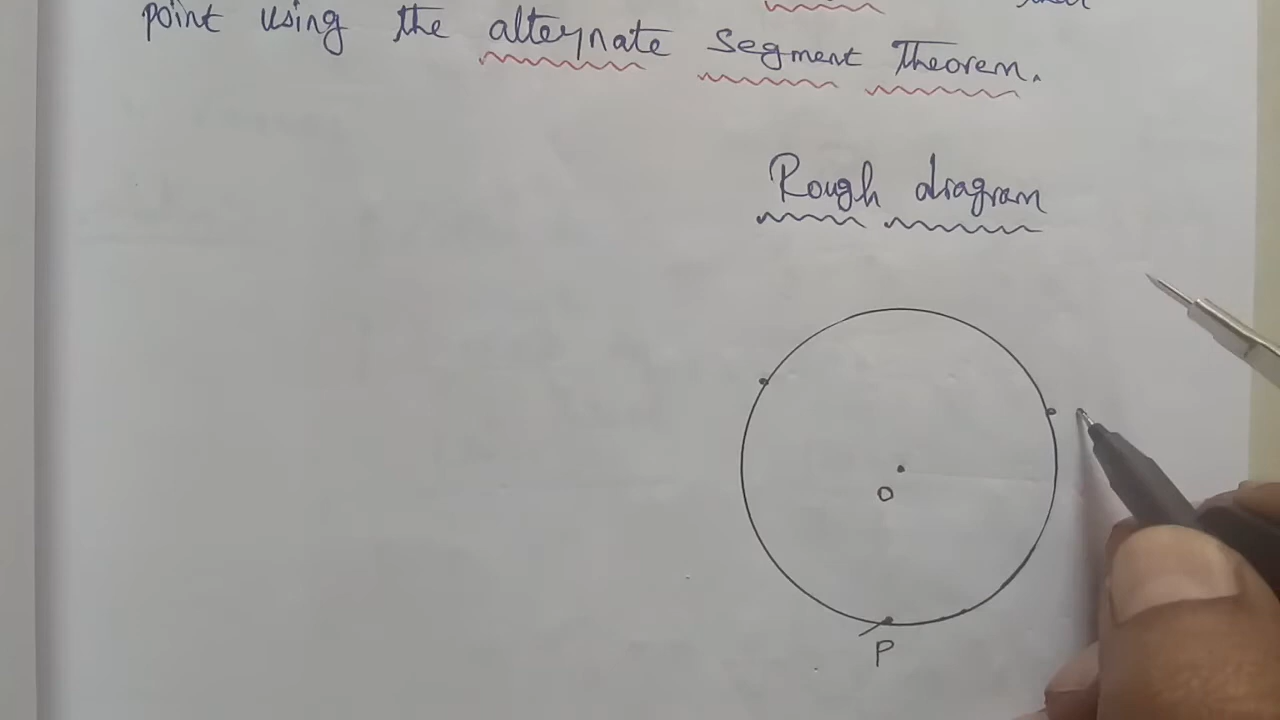 point using the alternate segment Theorem.
Rough diagram
O
P